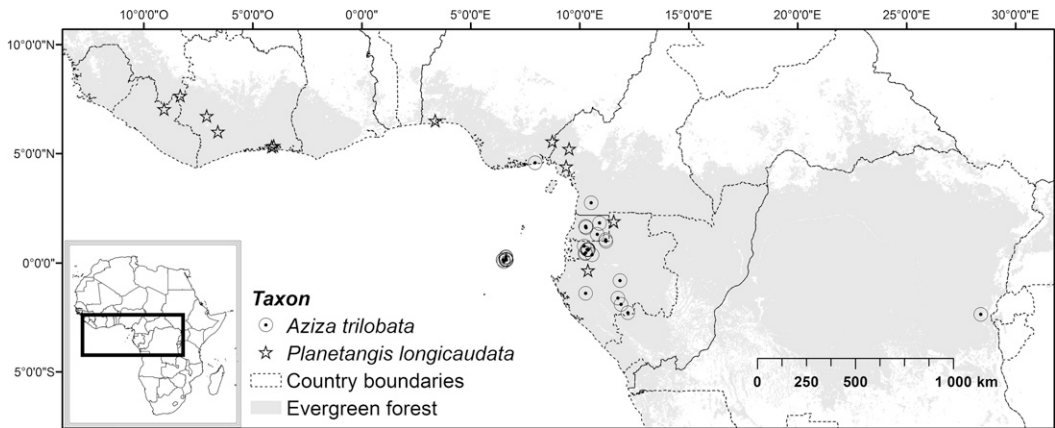 10°0'0"W 5°0'0"W 0°0'0" 5°0'0"E 10°0'0"E 15°0'0"E 20°0'0"E 25°0'0"E 30°0'0"E
10°0'0"N
5°0'0"N
0°0'0"
5°0'0"S
Taxon
Aziza trilobata
Planetangis longicaudata
Country boundaries
Evergreen forest
0 250 500 1 000 km